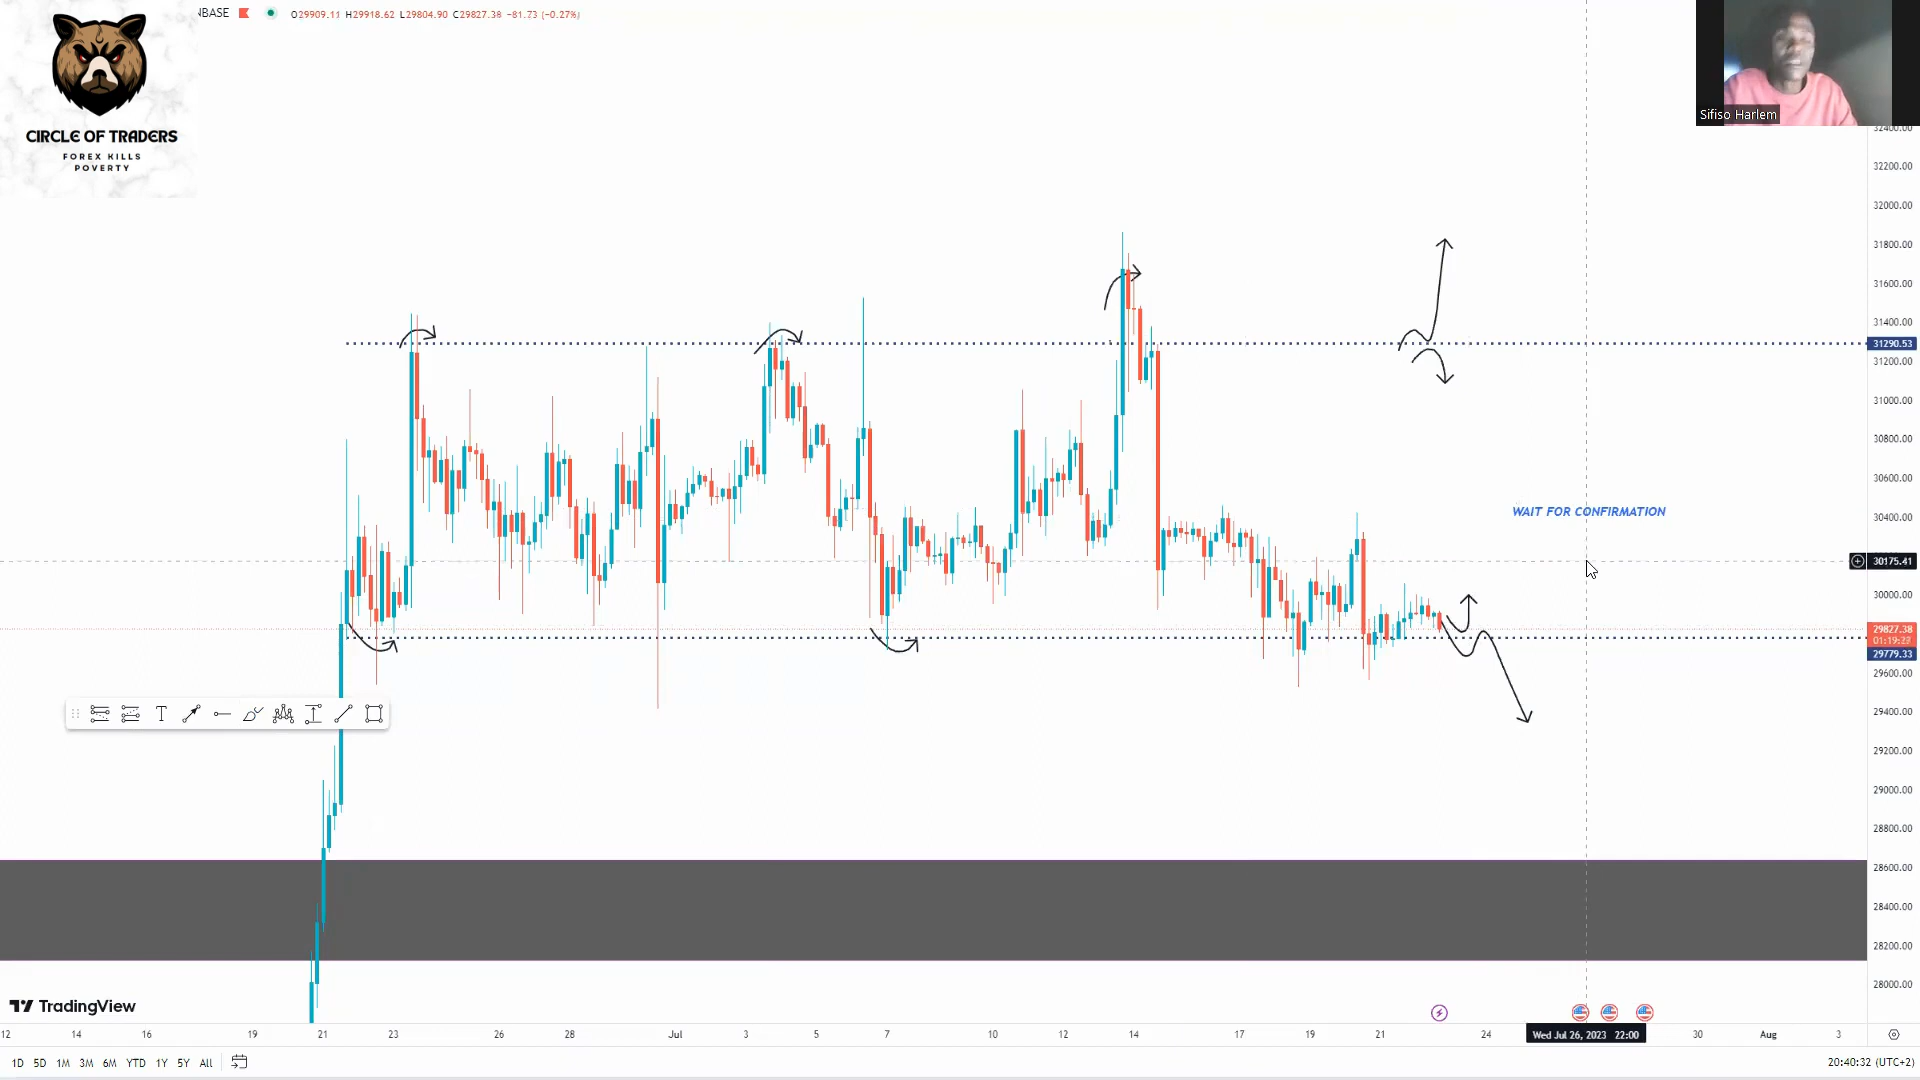 NBASE O29909.11 H29918.62 L29804.90 C29827.38 -81.73 (-0.27%)
CIRCLE OF TRADERS
FOREX KILLS
POVERTY
Sifiso Harlem
32400.00
32200.00
32000.00
31800.00
31600.00
31400.00
31290.53
31200.00
31000.00
30800.00
30600.00
30400.00
WAIT FOR CONFIRMATION
30175.41
30000.00
29827.38
29779.33
29600.00
29400.00
29200.00
29000.00
28800.00
28600.00
28400.00
28200.00
28000.00
TradingView
12 14 16 19 21 23 26 28 Jul 3 5 7 10 12 14 17 19 21 24 Wed Jul 26, 2023 22:00 30 Aug 3
1D 5D 1M 3M 6M YTD 1Y 5Y All
20:40:32 (UTC+2)